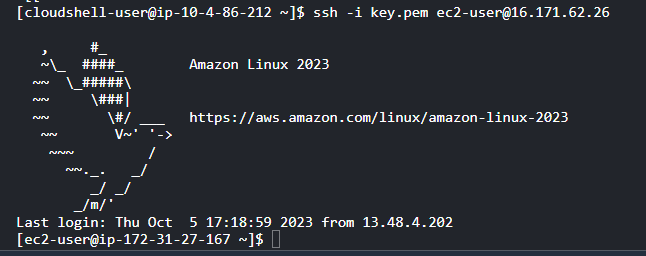 [cloudshell-user@ip-10-4-86-212 ~]$ ssh -i key.pem ec2-user@16.171.62.26
   ,     #_
   ~\_  ####_        Amazon Linux 2023
  ~~  \_#####\
  ~~     \###|
  ~~       \#/ ___   https://aws.amazon.com/linux/amazon-linux-2023
   ~~       V~' '->
    ~~~         /
      ~~._.   _/
         _/ _/
       _/m/'
Last login: Thu Oct  5 17:18:59 2023 from 13.48.4.202
[ec2-user@ip-172-31-27-167 ~]$